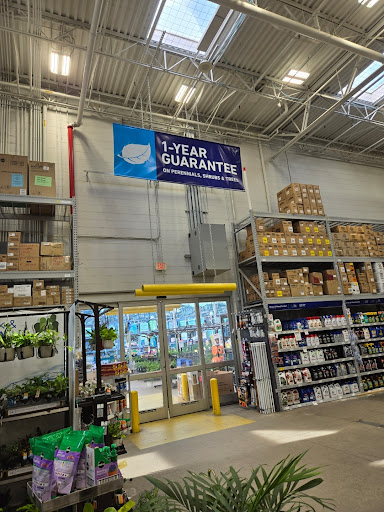 1-YEAR
GUARANTEE
ON PERENNIALS, SHRUBS & TREES